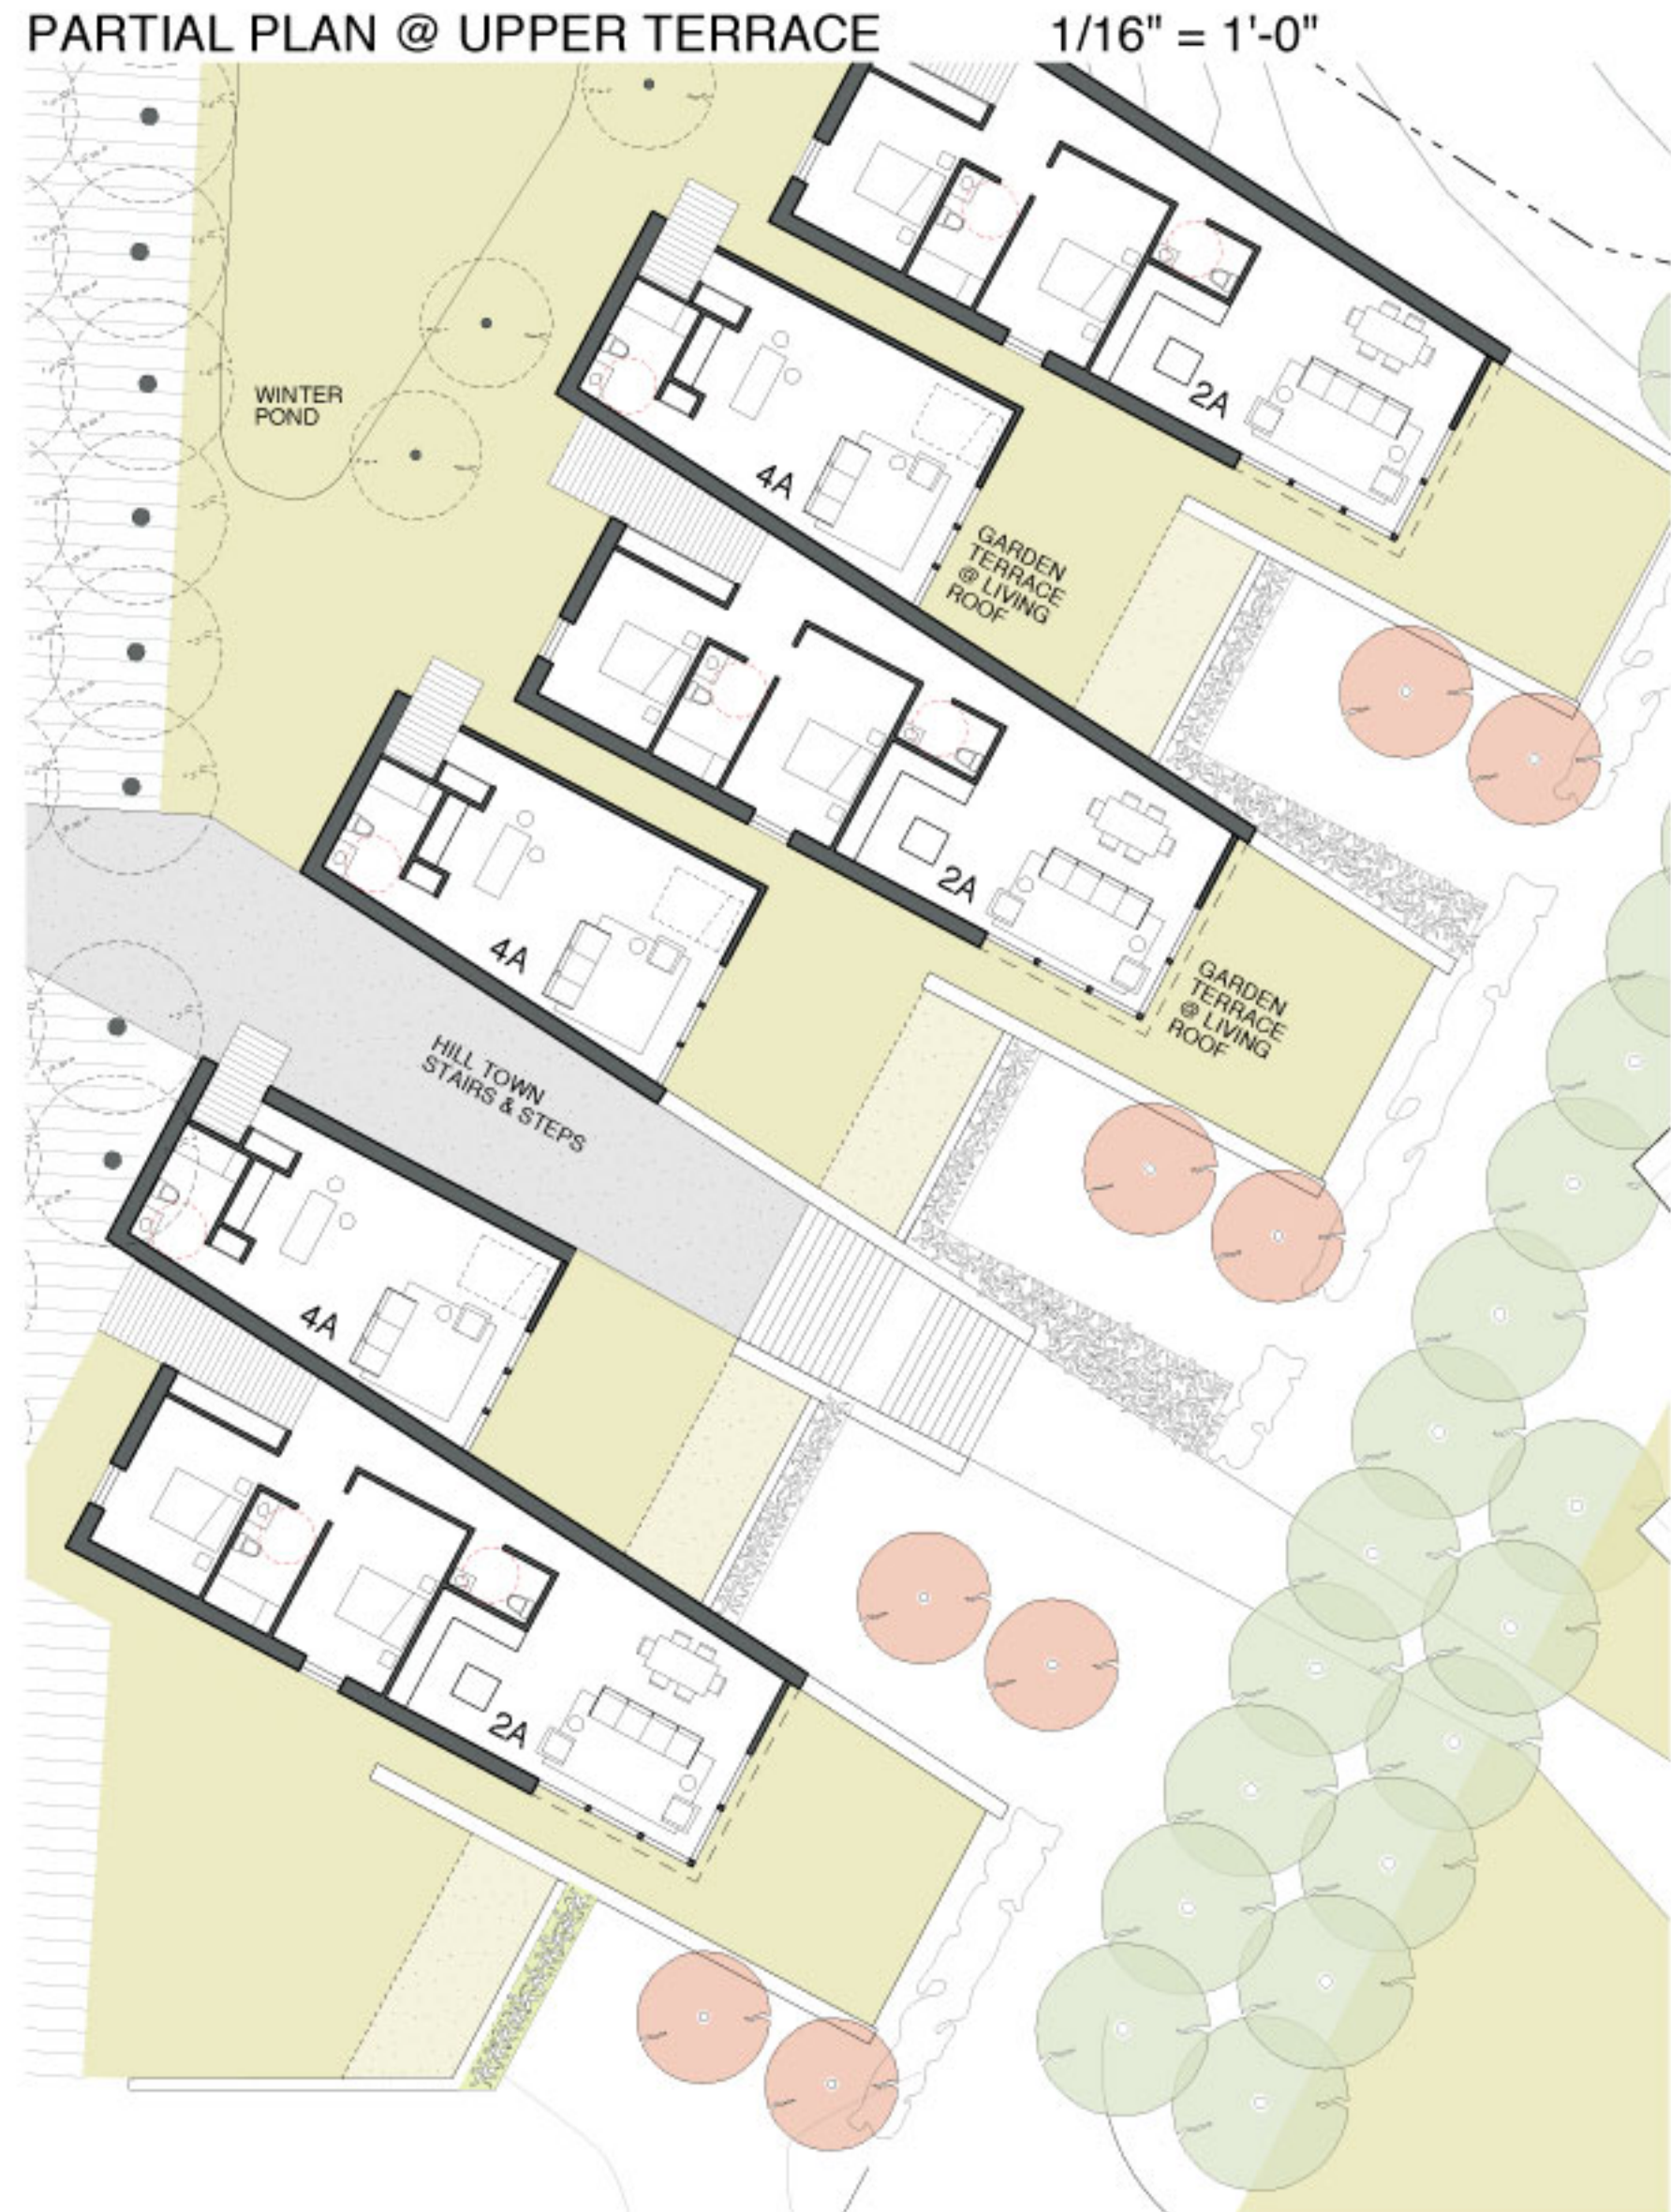 PARTIAL PLAN @ UPPER TERRACE 1/16" = 1'-0"
WINTER
POND
2A
4A
GARDEN
TERRACE
@ LIVING
ROOF
2A
4A
GARDEN
TERRACE
@ LIVING
ROOF
HILL TOWN
STAIRS & STEPS
4A
2A